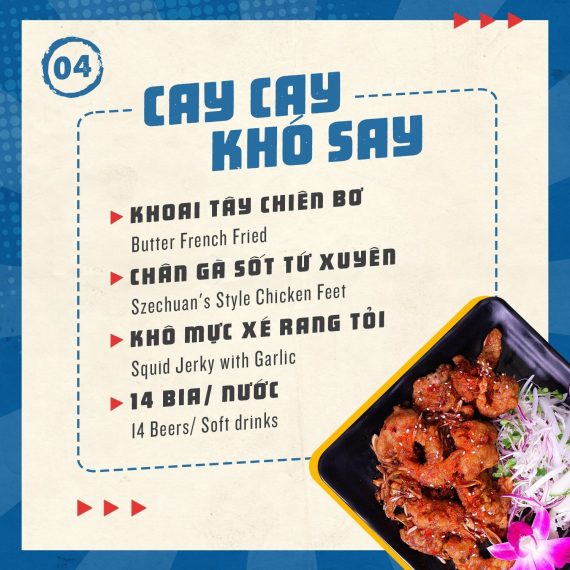 04
CAY CAY
KHÓ SAY
KHOAI TÂY CHIÊN BƠ
Butter French Fried
CHÂN GÀ SỐT TỨ XUYÊN
Szechuan's Style Chicken Feet
KHÔ MỰC XÉ RANG TỎI
Squid Jerky with Garlic
14 BIA/ NƯỚC
14 Beers/ Soft drinks